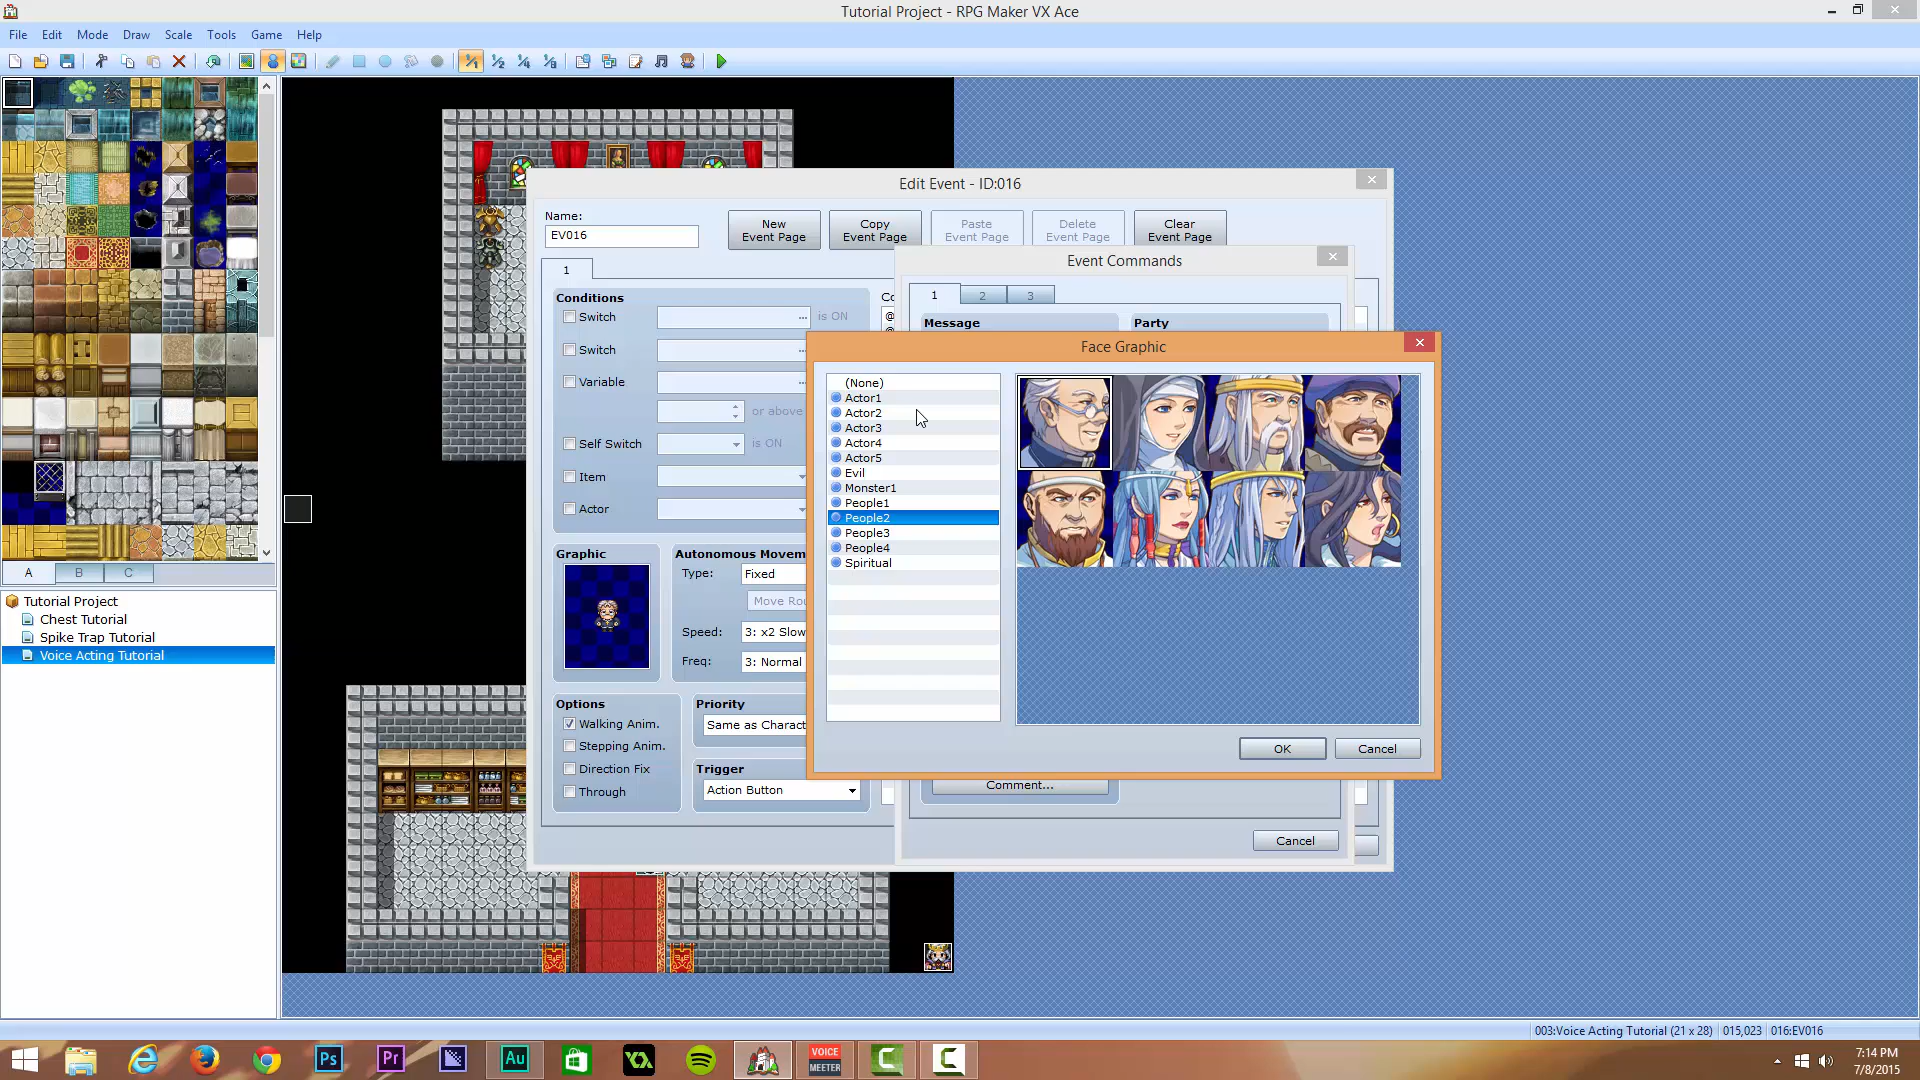 Tutorial Project - RPG Maker VX Ace
File Edit Mode Draw Scale Tools Game Help
Edit Event - ID:016
Name:
EV016
New Event Page
Copy Event Page
Paste Event Page
Delete Event Page
Clear Event Page
Event Commands
1
1 2 3
Conditions
Switch
... is ON
Switch
Variable
or above
Self Switch
is ON
Item
Actor
Message
Party
Face Graphic
(None)
Actor1
Actor2
Actor3
Actor4
Actor5
Evil
Monster1
People1
People2
People3
People4
Spiritual
OK
Cancel
Graphic
Autonomous Movem
Type:
Fixed
Move Rou
Speed:
3: x2 Slow
Freq:
3: Normal
Options
Walking Anim.
Stepping Anim.
Direction Fix
Through
Priority
Same as Charact
Trigger
Action Button
Comment...
Cancel
A B C
Tutorial Project
Chest Tutorial
Spike Trap Tutorial
Voice Acting Tutorial
003:Voice Acting Tutorial (21 x 28) 015,023 016:EV016
Ps
Pr
Au
VOICE
MEETER
7:14 PM
7/8/2015